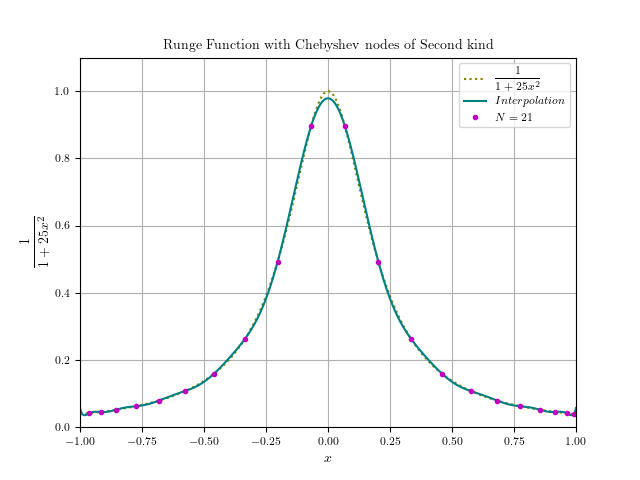 Runge Function with Chebyshev nodes of Second kind
1
1 + 25x²
Interpolation
N = 21
1.0
0.8
0.6
0.4
0.2
0.0
1
1 + 25x²
−1.00 −0.75 −0.50 −0.25 0.00 0.25 0.50 0.75 1.00
x